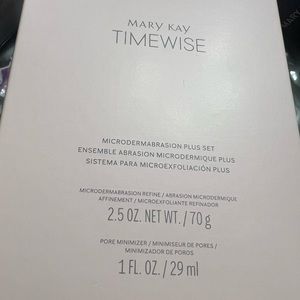 MARY KAY
TIMEWISE
MICRODERMABRASION PLUS SET
ENSEMBLE ABRASION MICRODERMIQUE PLUS
SISTEMA PARA MICROEXFOLIACIÓN PLUS
MICRODERMABRASION REFINE / ABRASION MICRODERMIQUE
AFFINEMENT / MICROEXFOLIANTE REFINADOR
2.5 OZ. NET WT. / 70 g
PORE MINIMIZER / MINIMISEUR DE PORES /
MINIMIZADOR DE POROS
1 FL. OZ. / 29 ml